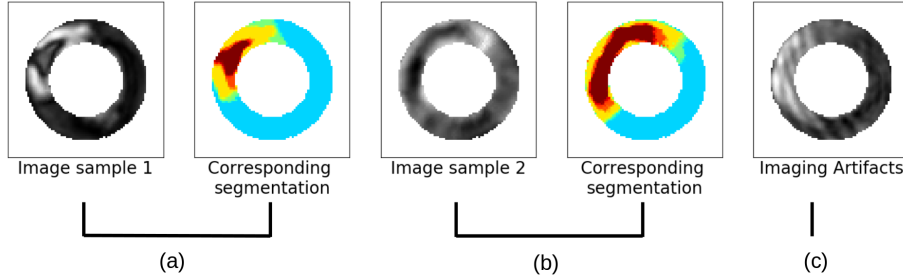 Image sample 1
Corresponding
segmentation
Image sample 2
Corresponding
segmentation
Imaging Artifacts
(a)
(b)
(c)